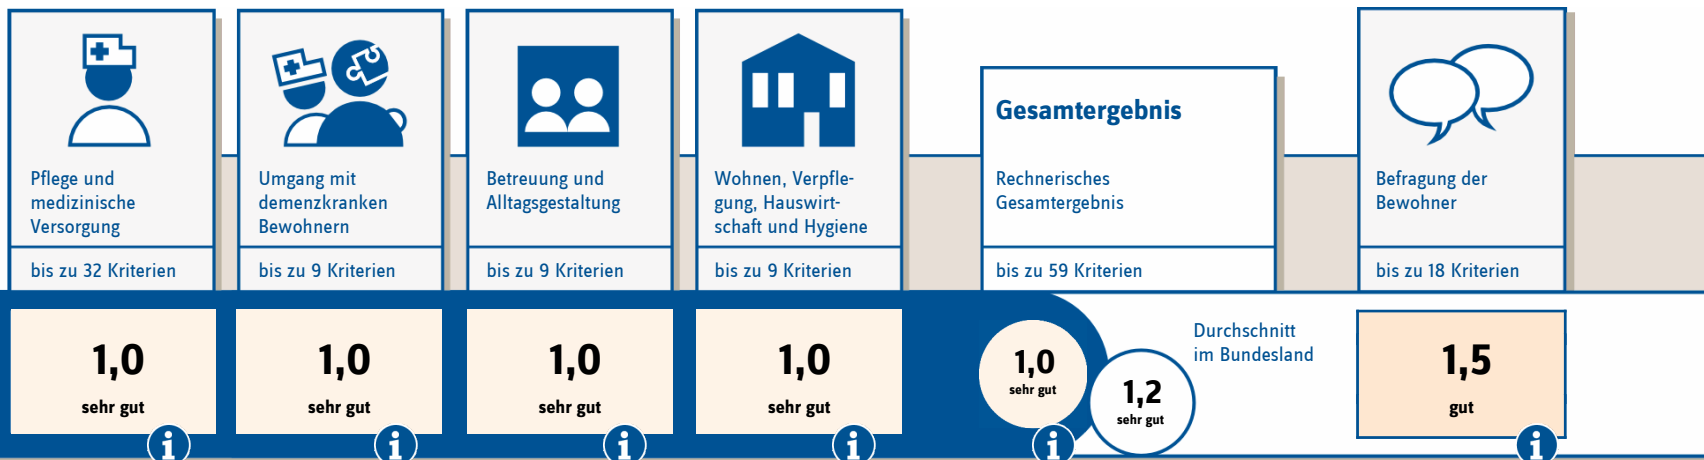 Pflege und
medizinische
Versorgung
bis zu 32 Kriterien
1,0
sehr gut
i
Umgang mit
demenzkranken
Bewohnern
bis zu 9 Kriterien
1,0
sehr gut
i
Betreuung und
Alltagsgestaltung
bis zu 9 Kriterien
1,0
sehr gut
i
Wohnen, Verpfle-
gung, Hauswirt-
schaft und Hygiene
bis zu 9 Kriterien
1,0
sehr gut
i
Gesamtergebnis
Rechnerisches
Gesamtergebnis
bis zu 59 Kriterien
1,0
sehr gut
i
1,2
sehr gut
Durchschnitt
im Bundesland
Befragung der
Bewohner
bis zu 18 Kriterien
1,5
gut
i